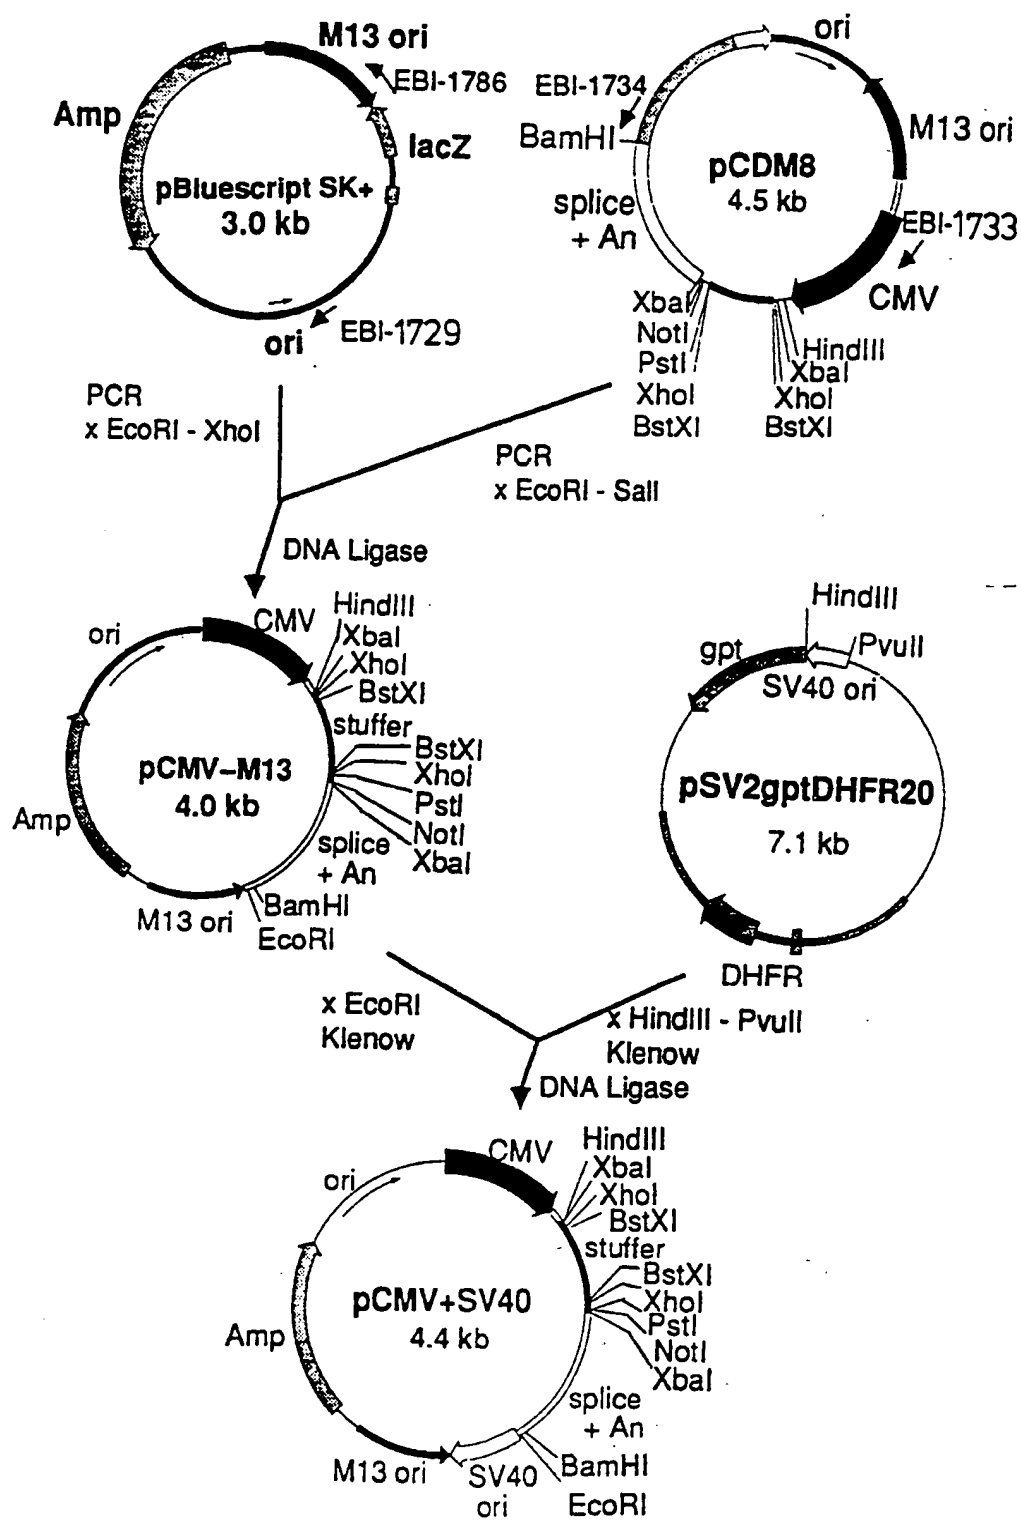 M13 ori
EBI-1786
Amp
lacZ
pBluescript SK+
3.0 kb
ori
EBI-1729
ori
EBI-1734
BamHI
M13 ori
pCDM8
4.5 kb
splice
+ An
EBI-1733
CMV
XbaI
NotI
PstI
XhoI
BstXI
HindIII
XbaI
XhoI
BstXI
PCR
x EcoRI - XhoI
PCR
x EcoRI - SalI
DNA Ligase
CMV
HindIII
XbaI
XhoI
BstXI
stuffer
BstXI
XhoI
PstI
NotI
XbaI
ori
pCMV-M13
4.0 kb
Amp
splice
+ An
BamHI
EcoRI
M13 ori
HindIII
PvuII
gpt
SV40 ori
pSV2gptDHFR20
7.1 kb
DHFR
x EcoRI
Klenow
x HindIII - PvuII
Klenow
DNA Ligase
CMV
HindIII
XbaI
XhoI
BstXI
stuffer
BstXI
XhoI
PstI
NotI
XbaI
ori
pCMV+SV40
4.4 kb
Amp
splice
+ An
M13 ori
SV40
ori
BamHI
EcoRI